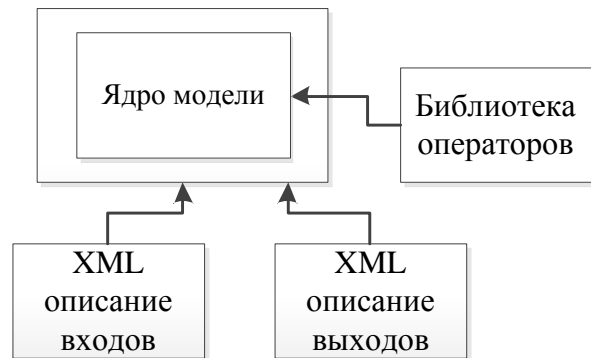 Ядро модели
Библиотека
операторов
XML
описание
входов
XML
описание
выходов